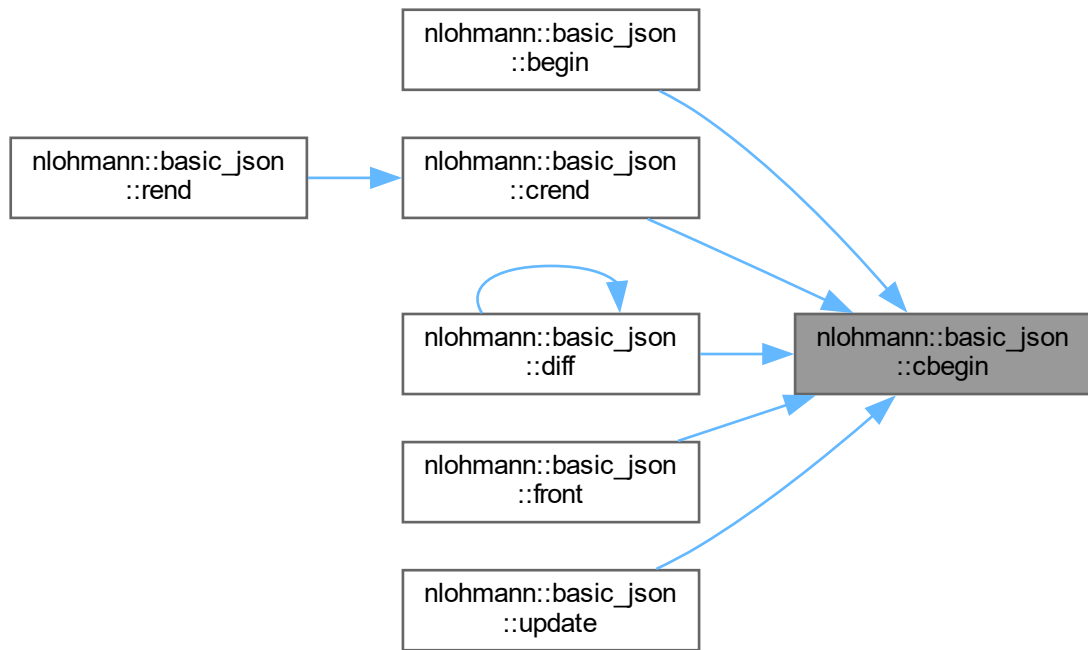 nlohmann::basic_json
::begin
nlohmann::basic_json
::rend
nlohmann::basic_json
::crend
nlohmann::basic_json
::diff
nlohmann::basic_json
::cbegin
nlohmann::basic_json
::front
nlohmann::basic_json
::update